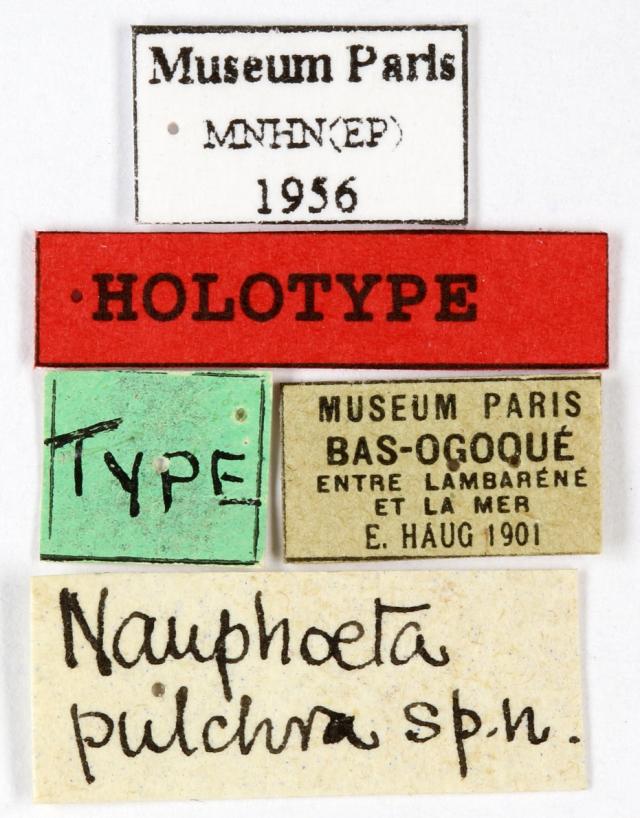 Museum Paris
MNHN(EP)
1956
HOLOTYPE
TYPE
MUSEUM PARIS
BAS-OGOQUÉ
ENTRE LAMBARÉNÉ
ET LA MER
E. HAUG 1901
Nauphoeta
pulchra sp.n.